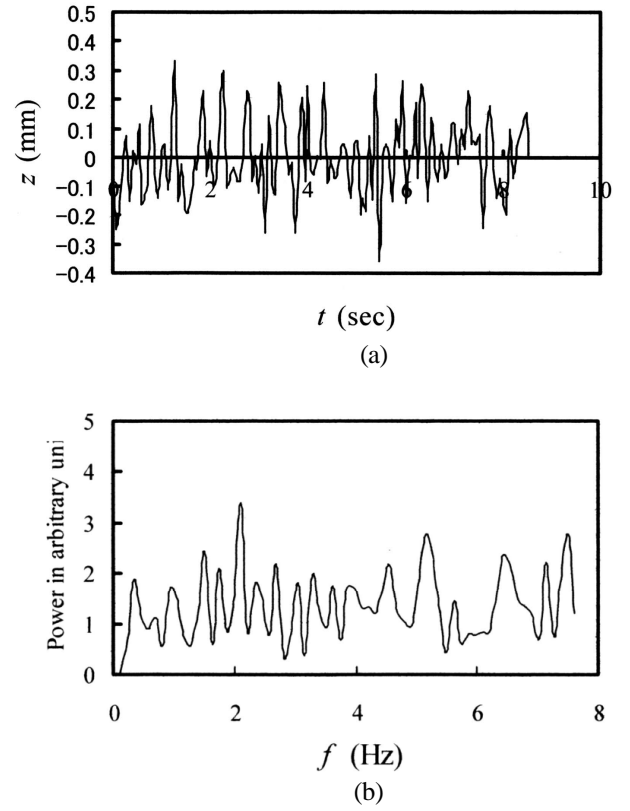 0.5
0.4
0.3
0.2
0.1
0
−0.1
−0.2
−0.3
−0.4
z (mm)
0 2 4 6 8 10
t (sec)
(a)
5
4
3
2
1
0
Power in arbitrary uni
0 2 4 6 8
f (Hz)
(b)